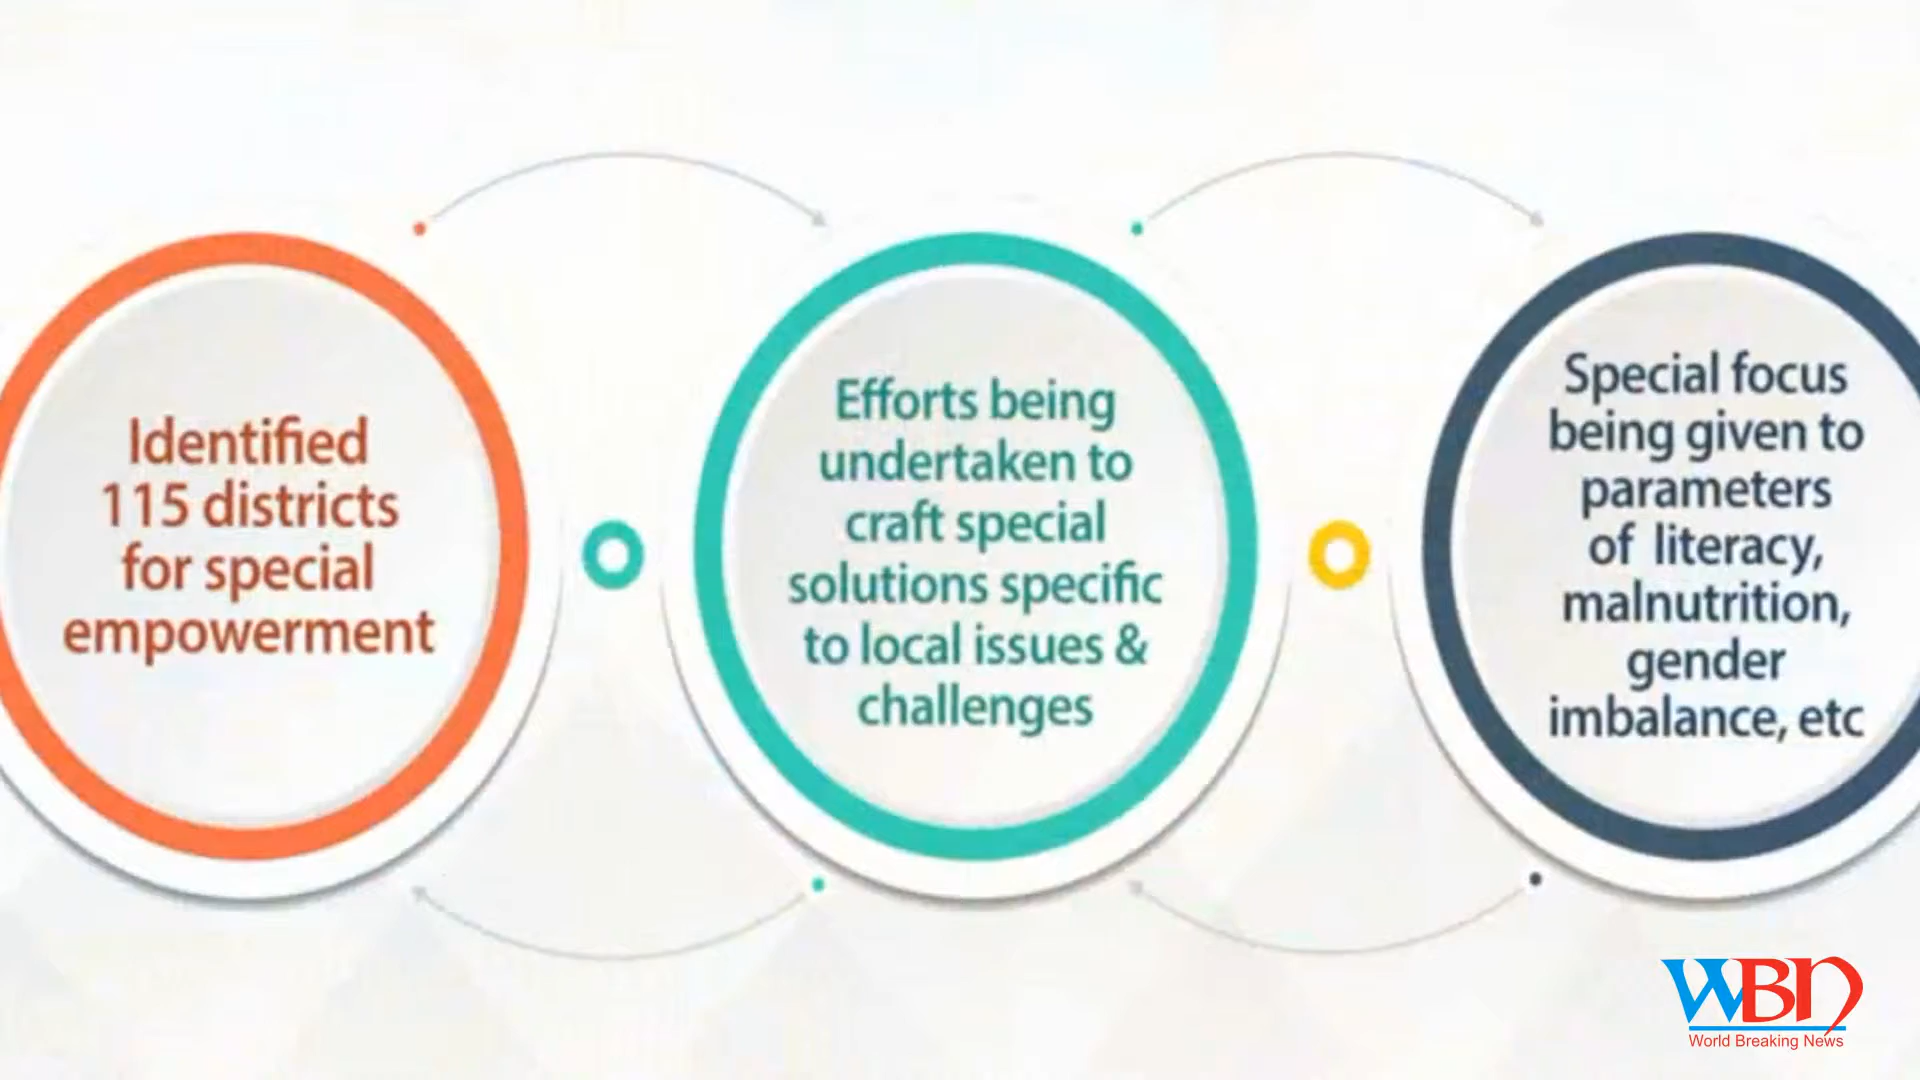 Identified
115 districts
for special
empowerment
Efforts being
undertaken to
craft special
solutions specific
to local issues &
challenges
Special focus
being given to
parameters
of literacy,
malnutrition,
gender
imbalance, etc
WBN
World Breaking News